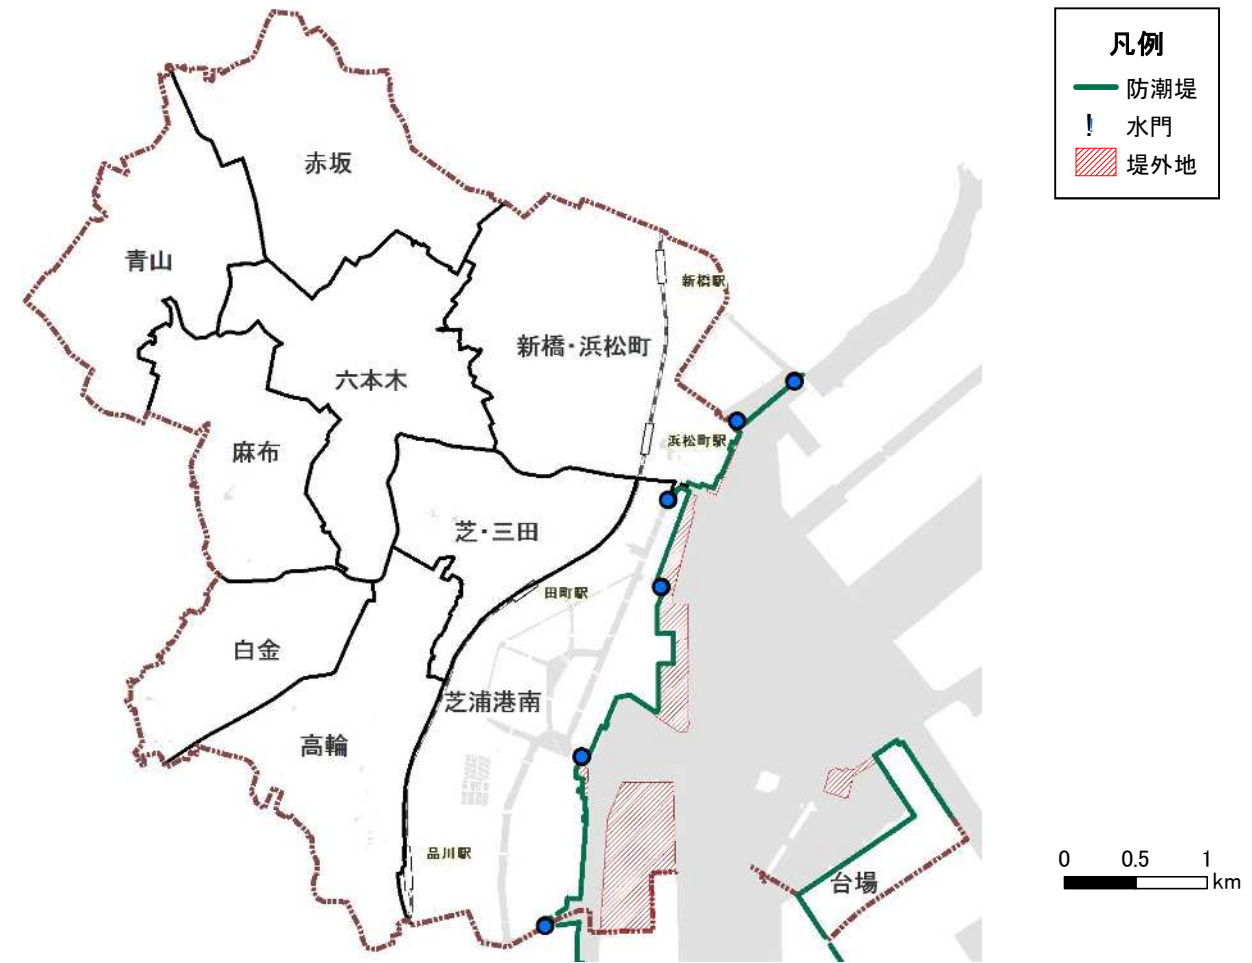 凡例
防潮堤
水門
堤外地
赤坂
青山
新橋駅
新橋・浜松町
六本木
浜松町駅
麻布
芝・三田
田町駅
白金
芝浦港南
高輪
品川駅
台場
0 0.5 1
km